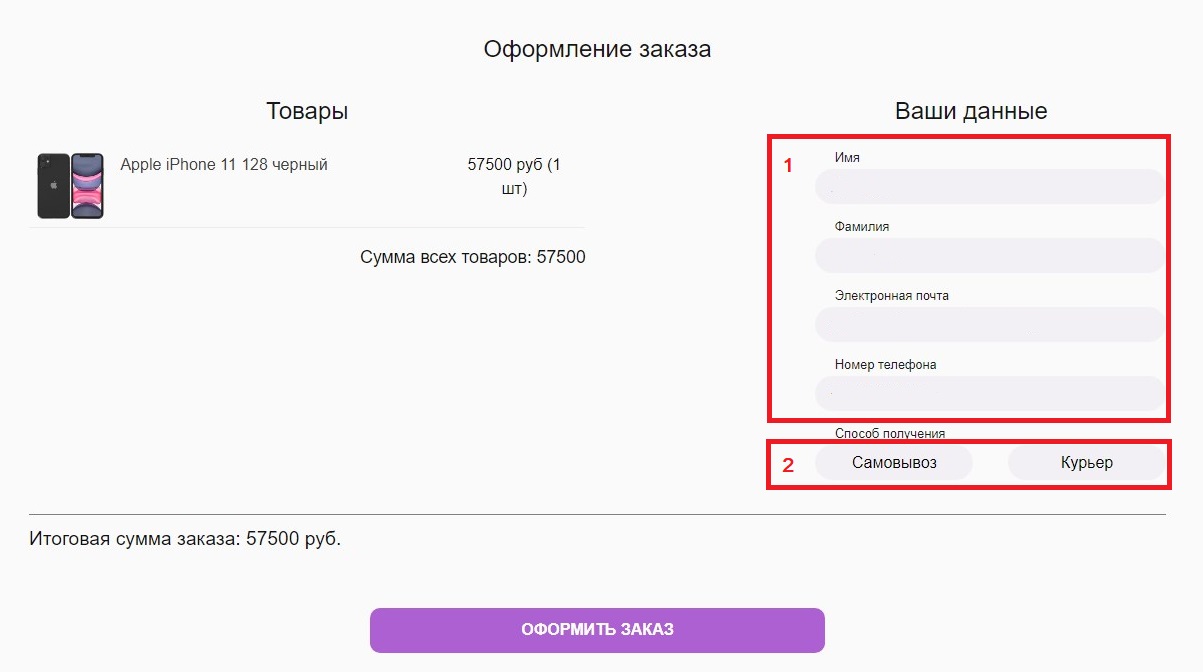 Оформление заказа
Товары
Apple iPhone 11 128 черный
57500 руб (1
шт)
Сумма всех товаров: 57500
Ваши данные
1
Имя
Фамилия
Электронная почта
Номер телефона
Способ получения
2
Самовывоз
Курьер
Итоговая сумма заказа: 57500 руб.
ОФОРМИТЬ ЗАКАЗ